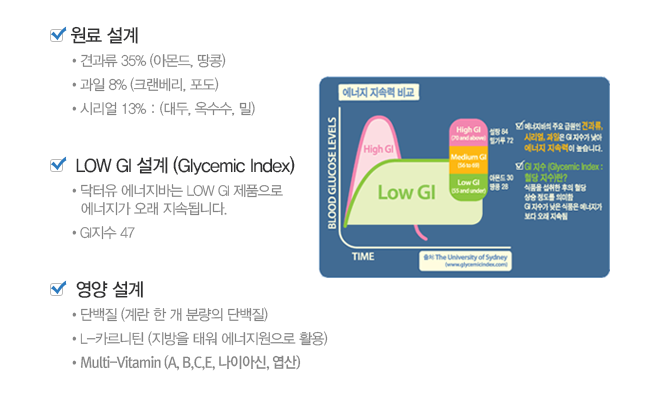 원료 설계
• 견과류 35% (아몬드, 땅콩)
• 과일 8% (크랜베리, 포도)
• 시리얼 13% : (대두, 옥수수, 밀)
LOW GI 설계 (Glycemic Index)
• 닥터유 에너지바는 LOW GI 제품으로
에너지가 오래 지속됩니다.
• GI지수 47
영양 설계
• 단백질 (계란 한 개 분량의 단백질)
• L-카르니틴 (지방을 태워 에너지원으로 활용)
• Multi-Vitamin (A, B,C,E, 나이아신, 엽산)
에너지 지속력 비교
BLOOD GLUCOSE LEVELS
High GI
Low GI
TIME
High GI
(70 and above)
Medium GI
(56 to 69)
Low GI
(55 and under)
설탕 84
밀가루 72
아몬드 30
땅콩 28
에너지바의 주요 급원인 견과류,
시리얼, 과일은 GI 지수가 낮아
에너지 지속력이 높습니다.
GI 지수 (Glycemic Index :
혈당 지수)란?
식품을 섭취한 후의 혈당
상승 정도를 의미함
GI 지수가 낮은 식품은 에너지가
보다 오래 지속됨
출처 The University of Sydney
(www.glycemicindex.com)